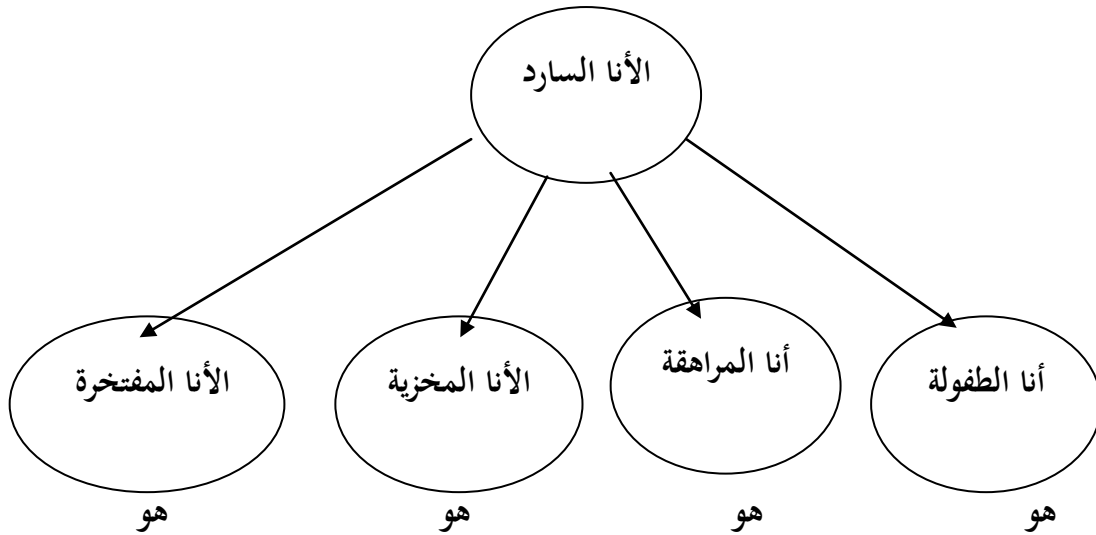 الأنا السارد
أنا الطفولة
أنا المراهقة
الأنا المخزية
الأنا المفتخرة
هو
هو
هو
هو